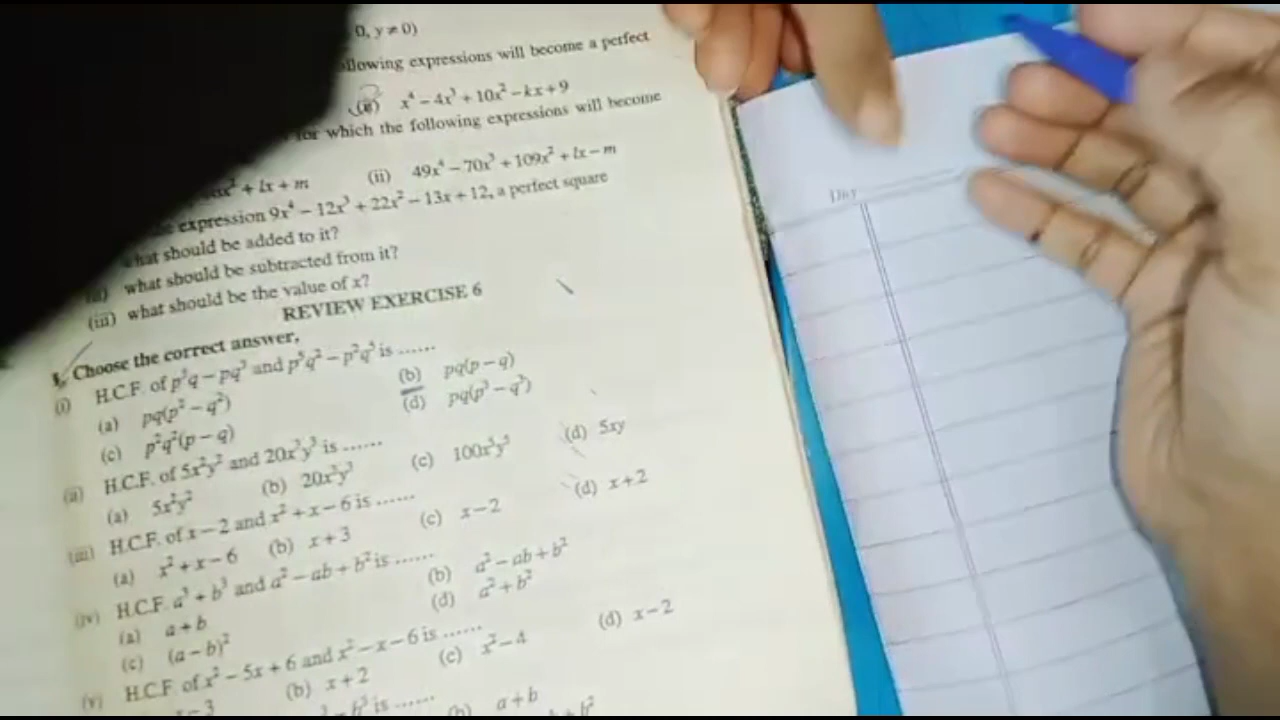 0, y ≠ 0)
following expressions will become a perfect
(ii) x⁴ − 4x³ + 10x² − kx + 9
for which the following expressions will become
+ lx + m (ii) 49x⁴ − 70x³ + 109x² + lx − m
expression 9x⁴ − 12x³ + 22x² − 13x + 12, a perfect square
what should be added to it?
(ii) what should be subtracted from it?
(iii) what should be the value of x?
REVIEW EXERCISE 6
1. Choose the correct answer,
(i) H.C.F. of p³q − pq³ and p⁵q² − p²q⁵ is ......
(a) pq(p² − q²) (b) pq(p − q)
(c) p²q²(p − q) (d) pq(p³ − q³)
(ii) H.C.F. of 5x²y² and 20x³y³ is ......
(a) 5x²y² (b) 20x³y³ (c) 100x⁵y⁵ (d) 5xy
(iii) H.C.F. of x − 2 and x² + x − 6 is ......
(a) x² + x − 6 (b) x + 3 (c) x − 2 (d) x + 2
(iv) H.C.F. a³ + b³ and a² − ab + b² is ......
(a) a + b (b) a² − ab + b²
(c) (a − b)² (d) a² + b²
(v) H.C.F. of x² − 5x + 6 and x² − x − 6 is ......
x − 3 (b) x + 2 (c) x² − 4 (d) x − 2
− b³ is ......
(b) a + b